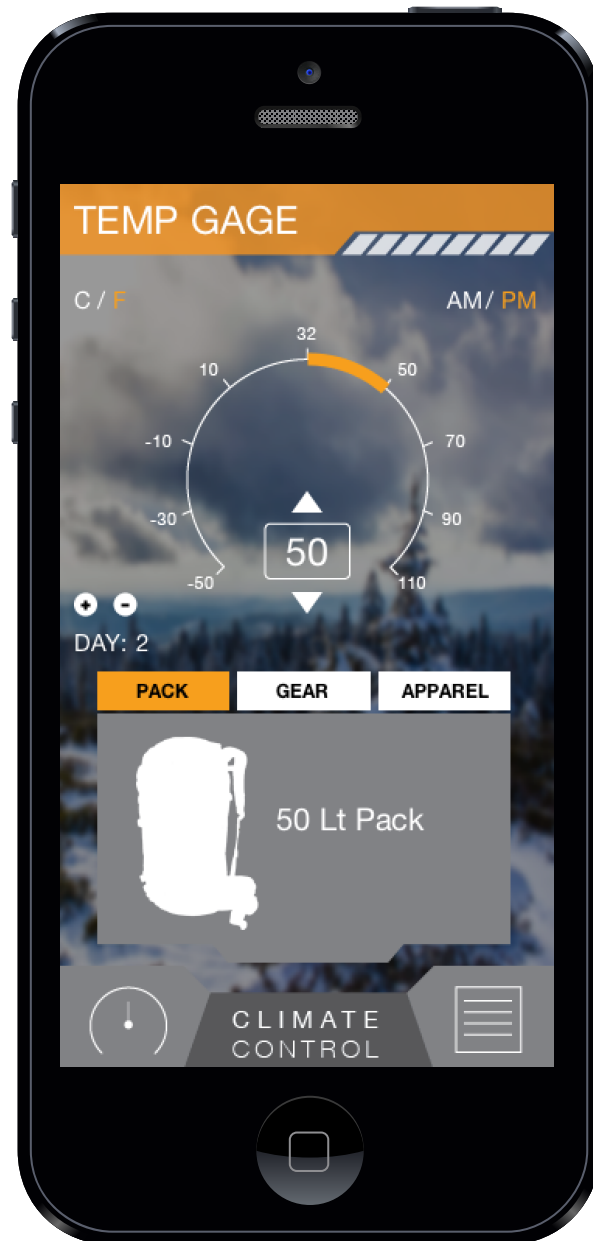 TEMP GAGE
C / F
AM/ PM
32
10
50
-10
70
-30
90
50
-50
110
DAY: 2
PACK
GEAR
APPAREL
50 Lt Pack
CLIMATE
CONTROL